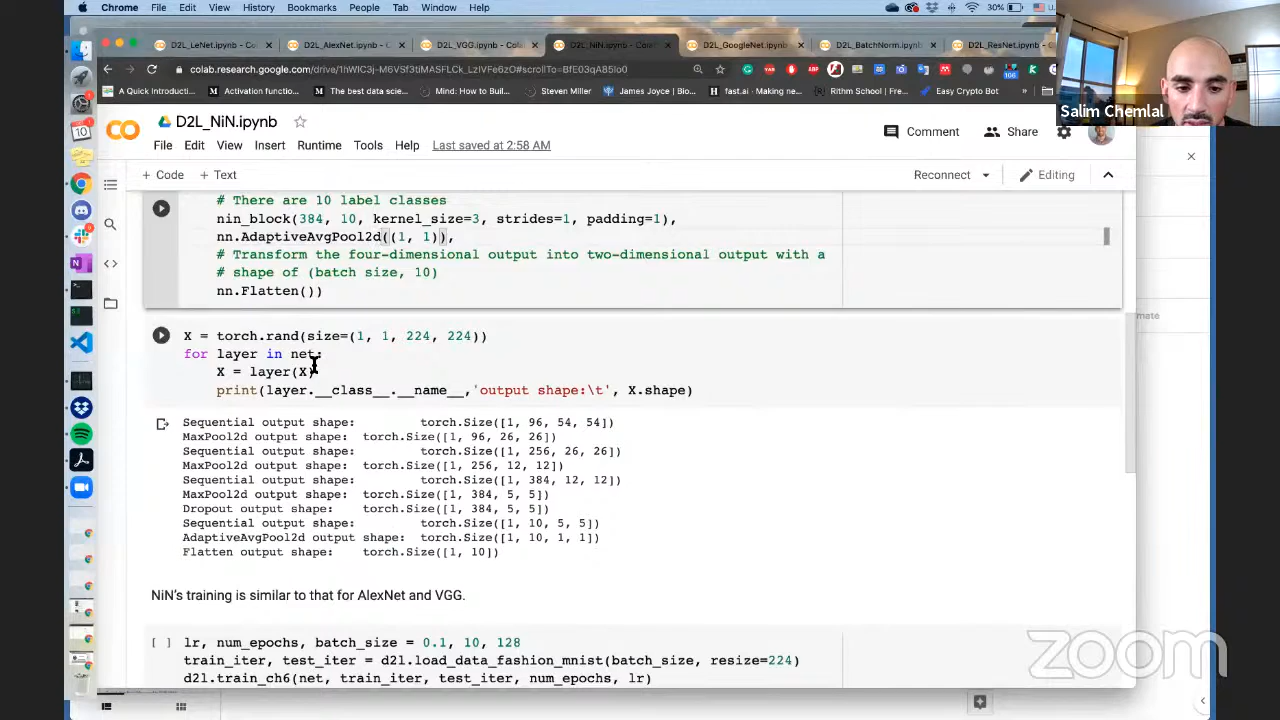 Chrome File Edit View History Bookmarks People Tab Window Help 30%
D2L_LeNet.ipynb - Co D2L_AlexNet.ipynb - C D2L_VGG.ipynb - Colab D2L_NiN.ipynb - Com D2L_GoogleNet.ipynb D2L_BatchNorm.ipynb D2L_ResNet.ipynb - C
A Quick Introducti... Activation functio... The best data scie... Mind: How to Buil... Steven Miller James Joyce | Bio... fast.ai · Making ne... Rithm School | Fre... Easy Crypto Bot
Salim Chemlal
D2L_NiN.ipynb
File Edit View Insert Runtime Tools Help Last saved at 2:58 AM
Comment Share
+ Code + Text Reconnect Editing
# There are 10 label classes
nin_block(384, 10, kernel_size=3, strides=1, padding=1),
nn.AdaptiveAvgPool2d((1, 1)),
# Transform the four-dimensional output into two-dimensional output with a
# shape of (batch size, 10)
nn.Flatten())
X = torch.rand(size=(1, 1, 224, 224))
for layer in net:
X = layer(X)
print(layer.__class__.__name__,'output shape:\t', X.shape)
Sequential output shape: torch.Size([1, 96, 54, 54])
MaxPool2d output shape: torch.Size([1, 96, 26, 26])
Sequential output shape: torch.Size([1, 256, 26, 26])
MaxPool2d output shape: torch.Size([1, 256, 12, 12])
Sequential output shape: torch.Size([1, 384, 12, 12])
MaxPool2d output shape: torch.Size([1, 384, 5, 5])
Dropout output shape: torch.Size([1, 384, 5, 5])
Sequential output shape: torch.Size([1, 10, 5, 5])
AdaptiveAvgPool2d output shape: torch.Size([1, 10, 1, 1])
Flatten output shape: torch.Size([1, 10])
NiN's training is similar to that for AlexNet and VGG.
[ ] lr, num_epochs, batch_size = 0.1, 10, 128
train_iter, test_iter = d2l.load_data_fashion_mnist(batch_size, resize=224)
d2l.train_ch6(net, train_iter, test_iter, num_epochs, lr)
zoom